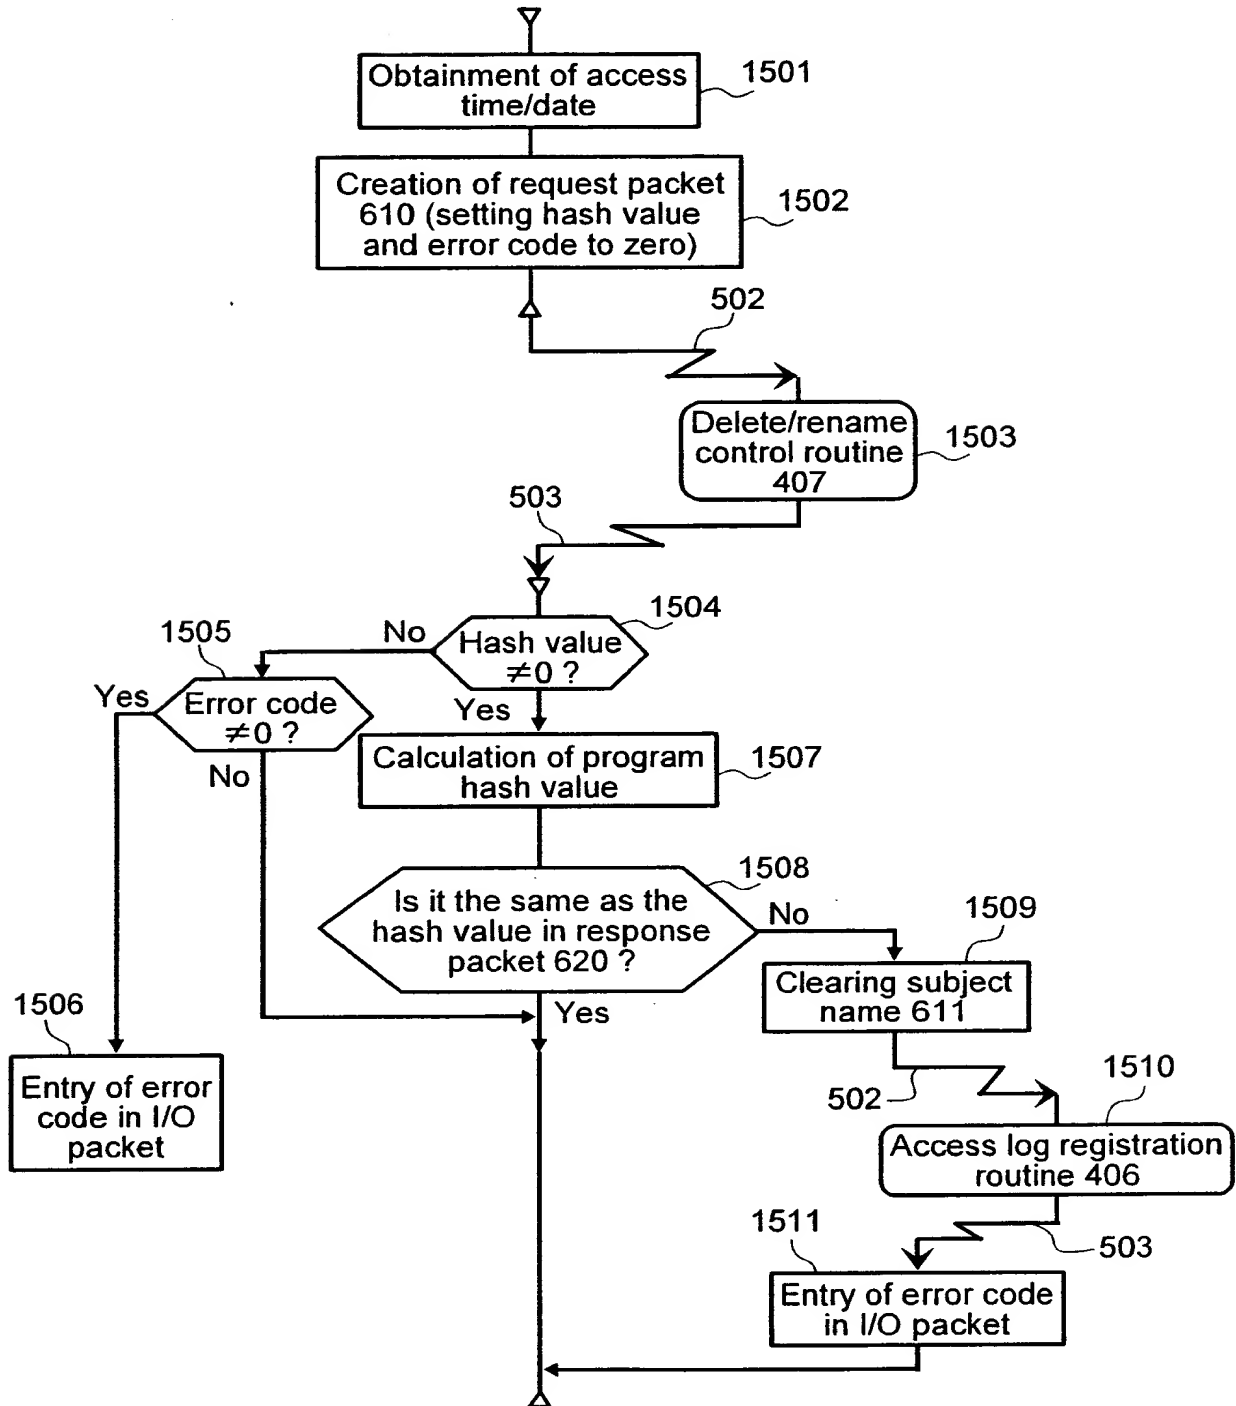 Obtainment of access
time/date
1501
Creation of request packet
610 (setting hash value
and error code to zero)
1502
502
Delete/rename
control routine
407
1503
503
1504
Hash value
≠0 ?
No
Yes
1505
Error code
≠0 ?
Yes
No
Calculation of program
hash value
1507
1508
Is it the same as the
hash value in response
packet 620 ?
No
Yes
1509
Clearing subject
name 611
1506
Entry of error
code in I/O
packet
502
1510
Access log registration
routine 406
503
1511
Entry of error code
in I/O packet